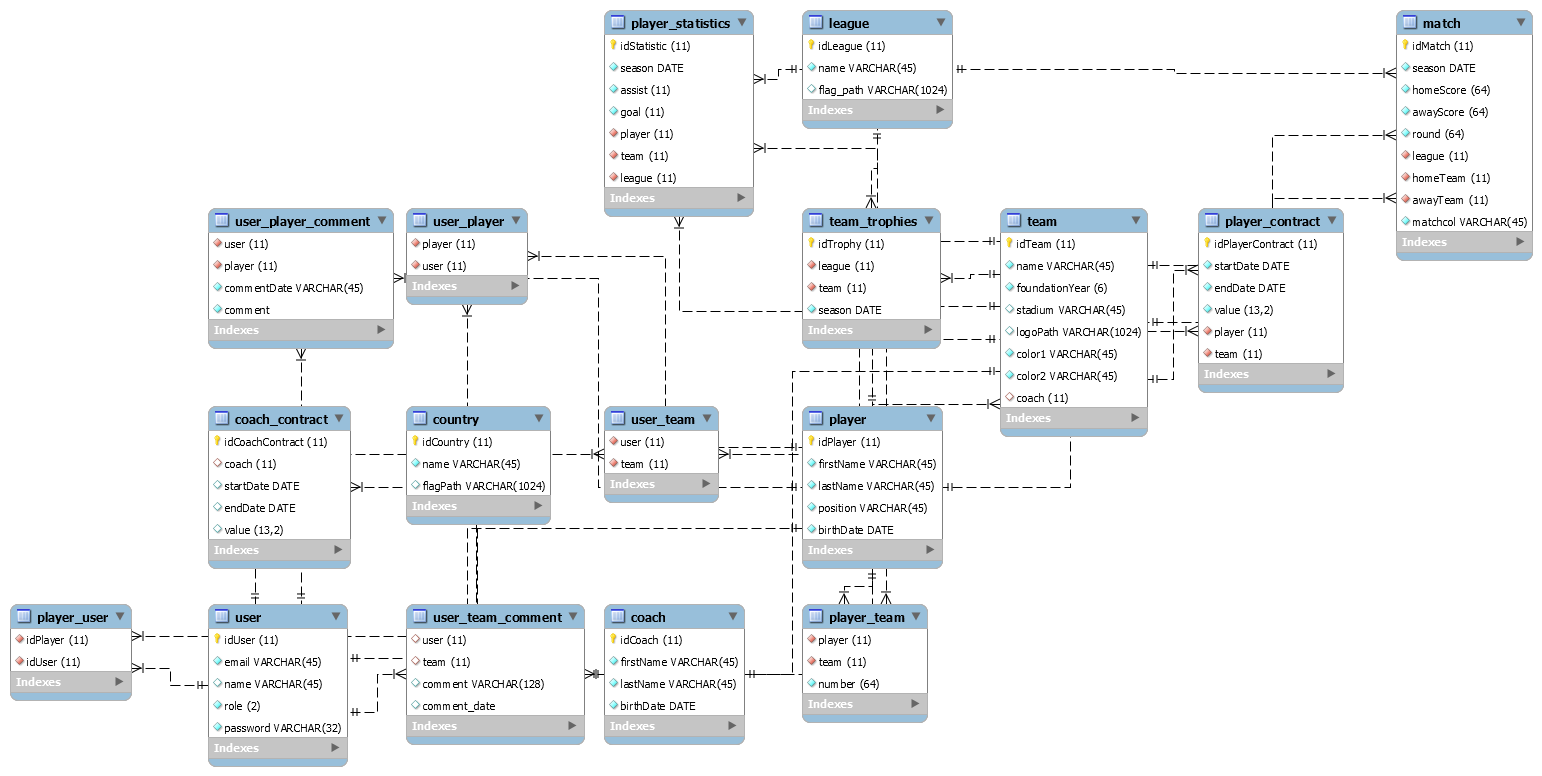 player_statistics
idStatistic (11)
season DATE
assist (11)
goal (11)
player (11)
team (11)
league (11)
Indexes
league
idLeague (11)
name VARCHAR(45)
flag_path VARCHAR(1024)
Indexes
match
idMatch (11)
season DATE
homeScore (64)
awayScore (64)
round (64)
league (11)
homeTeam (11)
awayTeam (11)
matchcol VARCHAR(45)
Indexes
user_player_comment
user (11)
player (11)
commentDate VARCHAR(45)
comment
Indexes
user_player
player (11)
user (11)
Indexes
team_trophies
idTrophy (11)
league (11)
team (11)
season DATE
Indexes
team
idTeam (11)
name VARCHAR(45)
foundationYear (6)
stadium VARCHAR(45)
logoPath VARCHAR(1024)
color1 VARCHAR(45)
color2 VARCHAR(45)
coach (11)
Indexes
player_contract
idPlayerContract (11)
startDate DATE
endDate DATE
value (13,2)
player (11)
team (11)
Indexes
coach_contract
idCoachContract (11)
coach (11)
startDate DATE
endDate DATE
value (13,2)
Indexes
country
idCountry (11)
name VARCHAR(45)
flagPath VARCHAR(1024)
Indexes
user_team
user (11)
team (11)
Indexes
player
idPlayer (11)
firstName VARCHAR(45)
lastName VARCHAR(45)
position VARCHAR(45)
birthDate DATE
Indexes
player_user
idPlayer (11)
idUser (11)
Indexes
user
idUser (11)
email VARCHAR(45)
name VARCHAR(45)
role (2)
password VARCHAR(32)
Indexes
user_team_comment
user (11)
team (11)
comment VARCHAR(128)
comment_date
Indexes
coach
idCoach (11)
firstName VARCHAR(45)
lastName VARCHAR(45)
birthDate DATE
Indexes
player_team
player (11)
team (11)
number (64)
Indexes